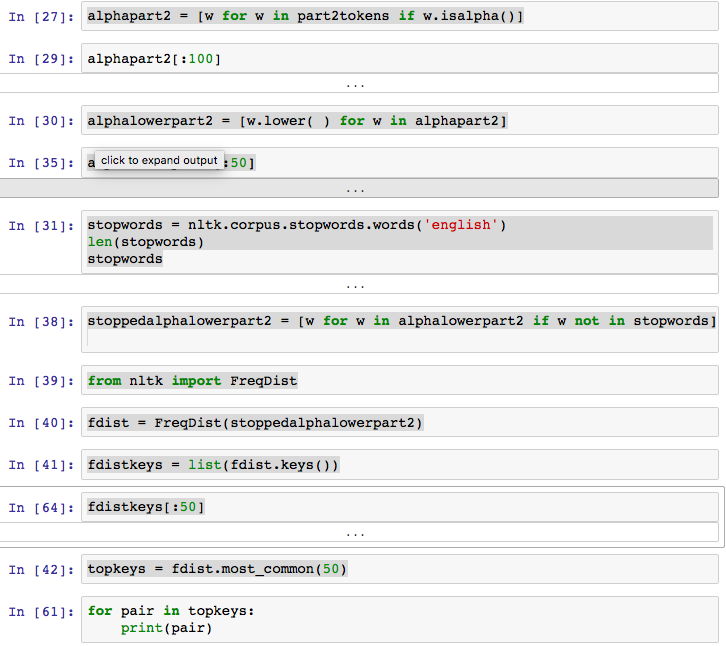 In [27]: alphapart2 = [w for w in part2tokens if w.isalpha()]
In [29]: alphapart2[:100]
...
In [30]: alphalowerpart2 = [w.lower( ) for w in alphapart2]
In [35]: click to expand output :50]
...
In [31]: stopwords = nltk.corpus.stopwords.words('english')
len(stopwords)
stopwords
...
In [38]: stoppedalphalowerpart2 = [w for w in alphalowerpart2 if w not in stopwords]
In [39]: from nltk import FreqDist
In [40]: fdist = FreqDist(stoppedalphalowerpart2)
In [41]: fdistkeys = list(fdist.keys())
In [64]: fdistkeys[:50]
...
In [42]: topkeys = fdist.most_common(50)
In [61]: for pair in topkeys:
print(pair)